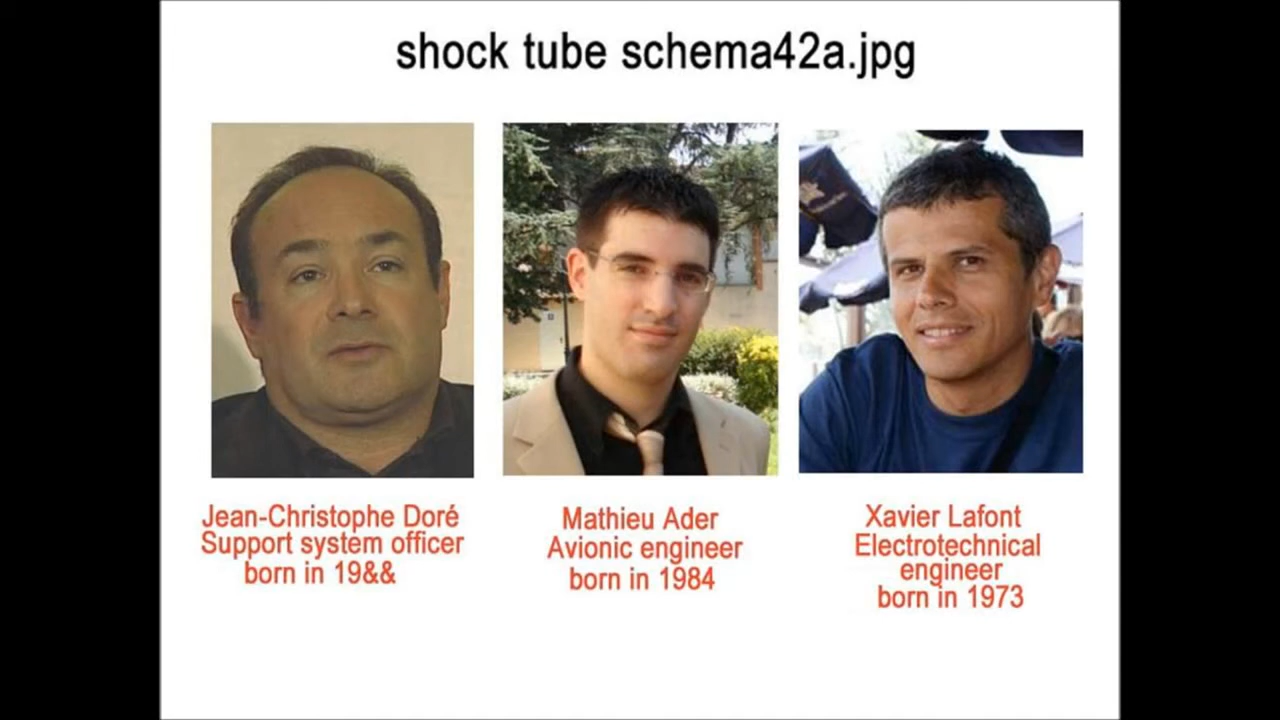 shock tube schema42a.jpg
Jean-Christophe Doré
Support system officer
born in 19&&
Mathieu Ader
Avionic engineer
born in 1984
Xavier Lafont
Electrotechnical
engineer
born in 1973